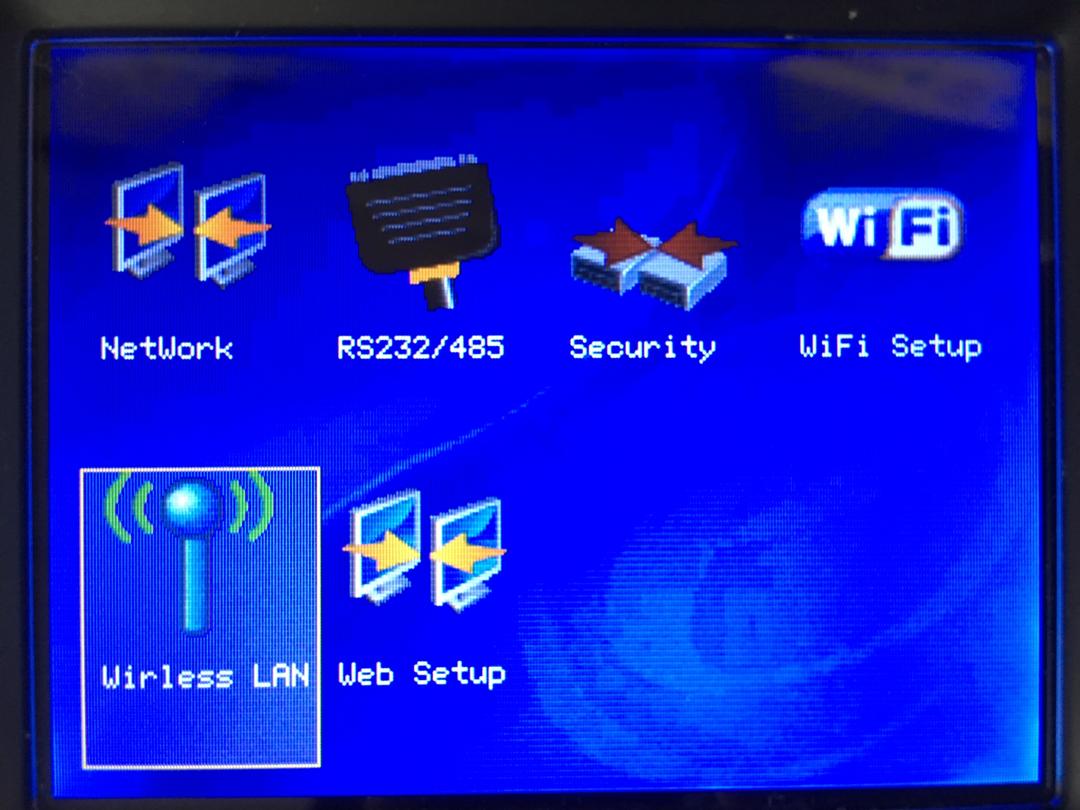 WiFi
NetWork
RS232/485
Security
WiFi Setup
Wirless LAN
Web Setup